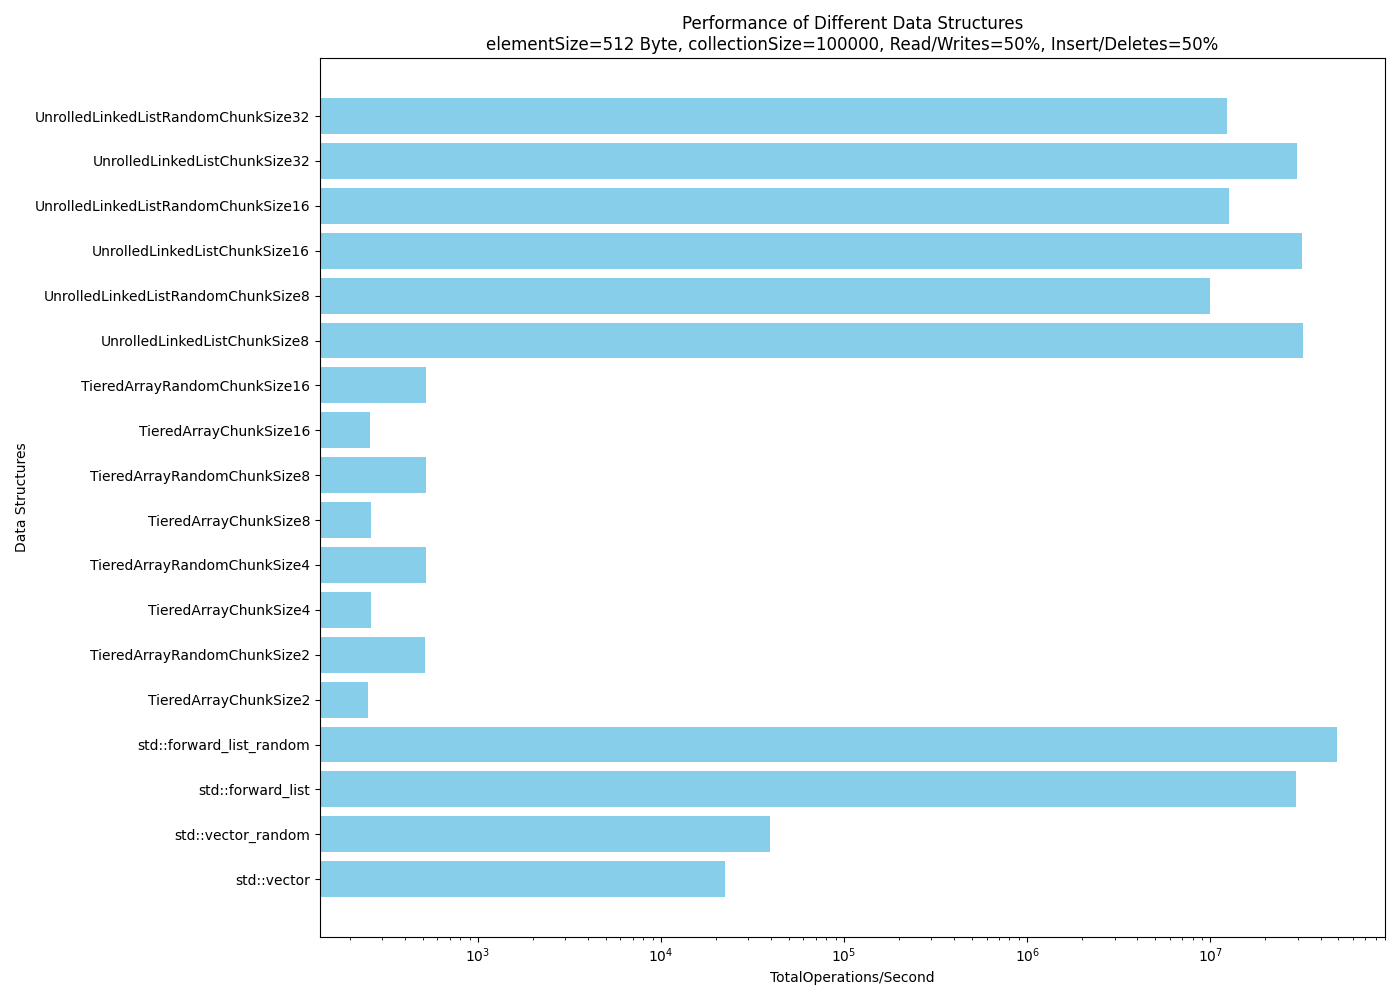 Performance of Different Data Structures
elementSize=512 Byte, collectionSize=100000, Read/Writes=50%, Insert/Deletes=50%
Data Structures
UnrolledLinkedListRandomChunkSize32
UnrolledLinkedListChunkSize32
UnrolledLinkedListRandomChunkSize16
UnrolledLinkedListChunkSize16
UnrolledLinkedListRandomChunkSize8
UnrolledLinkedListChunkSize8
TieredArrayRandomChunkSize16
TieredArrayChunkSize16
TieredArrayRandomChunkSize8
TieredArrayChunkSize8
TieredArrayRandomChunkSize4
TieredArrayChunkSize4
TieredArrayRandomChunkSize2
TieredArrayChunkSize2
std::forward_list_random
std::forward_list
std::vector_random
std::vector
10³ 10⁴ 10⁵ 10⁶ 10⁷
TotalOperations/Second